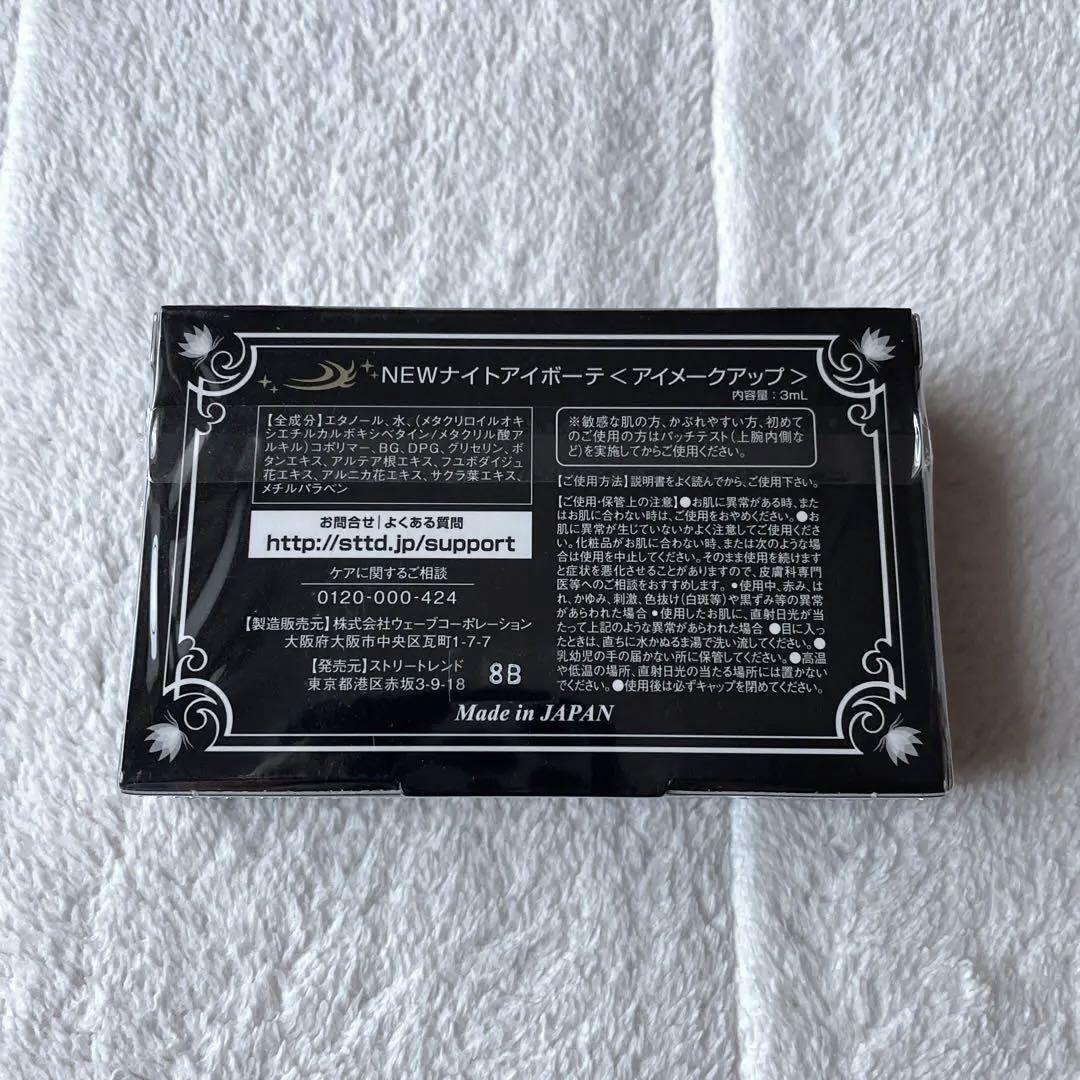 NEWナイトアイボーテ＜アイメークアップ＞
内容量：3mL
【全成分】エタノール、水、（メタクリロイルオキ
シエチルカルボキシベタイン/メタクリル酸ア
ルキル）コポリマー、BG、DPG、グリセリン、ボ
タンエキス、アルテア根エキス、フユボダイジュ
花エキス、アルニカ花エキス、サクラ葉エキス、
メチルパラベン
お問合せ|よくある質問
http://sttd.jp/support
ケアに関するご相談
0120-000-424
【製造販売元】株式会社ウェーブコーポレーション
大阪府大阪市中央区瓦町1-7-7
【発売元】ストリートレンド
東京都港区赤坂3-9-18
8B
※敏感な肌の方、かぶれやすい方、初めて
のご使用の方はパッチテスト（上腕内側な
ど）を実施してからご使用ください。
【ご使用方法】説明書をよく読んでから、ご使用下さい。
【ご使用・保管上の注意】●お肌に異常がある時、また
はお肌に合わない時は、ご使用をおやめください。●お
肌に異常が生じていないかよく注意してご使用くださ
い。化粧品がお肌に合わない時、または次のような場
合は使用を中止してください。そのまま使用を続けます
と症状を悪化させることがありますので、皮膚科専門
医等へのご相談をおすすめします。•使用中、赤み、は
れ、かゆみ、刺激、色抜け（白斑等）や黒ずみ等の異常
があらわれた場合 •使用したお肌に、直射日光が当
たって上記のような異常があらわれた場合 ●目に入っ
たときは、直ちに水かぬるま湯で洗い流してください。●
乳幼児の手の届かない所に保管してください。●高温
や低温の場所、直射日光の当たる場所には置かない
でください。●使用後は必ずキャップを閉めてください。
Made in JAPAN